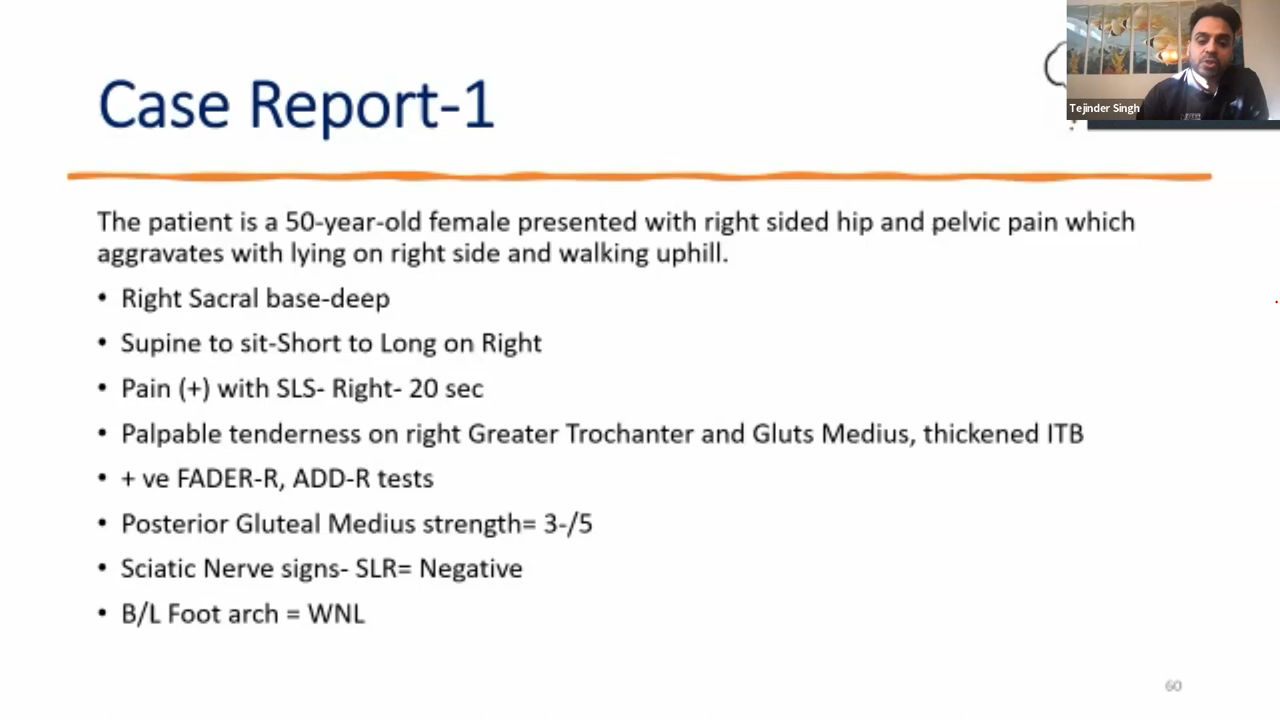 Case Report-1
Tejinder Singh
The patient is a 50-year-old female presented with right sided hip and pelvic pain which
aggravates with lying on right side and walking uphill.
• Right Sacral base-deep
• Supine to sit-Short to Long on Right
• Pain (+) with SLS- Right- 20 sec
• Palpable tenderness on right Greater Trochanter and Gluts Medius, thickened ITB
• + ve FADER-R, ADD-R tests
• Posterior Gluteal Medius strength= 3-/5
• Sciatic Nerve signs- SLR= Negative
• B/L Foot arch = WNL
60